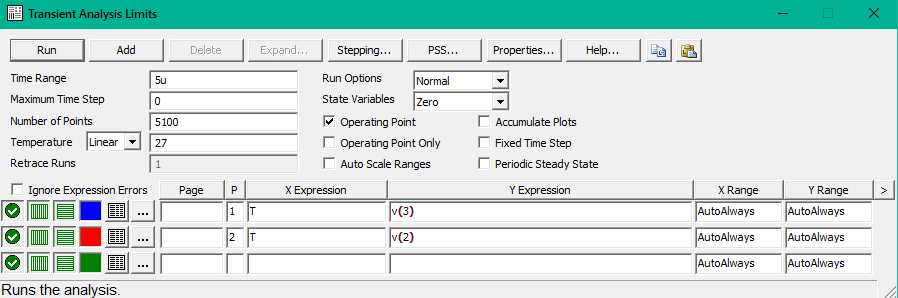 Transient Analysis Limits
Run Add Delete Expand... Stepping... PSS... Properties... Help...
Time Range 5u Run Options Normal
Maximum Time Step 0 State Variables Zero
Number of Points 5100 Operating Point Accumulate Plots
Temperature Linear 27 Operating Point Only Fixed Time Step
Retrace Runs 1 Auto Scale Ranges Periodic Steady State
Ignore Expression Errors Page P X Expression Y Expression X Range Y Range >
... 1 T v(3) AutoAlways AutoAlways
... 2 T v(2) AutoAlways AutoAlways
... AutoAlways AutoAlways
Runs the analysis.